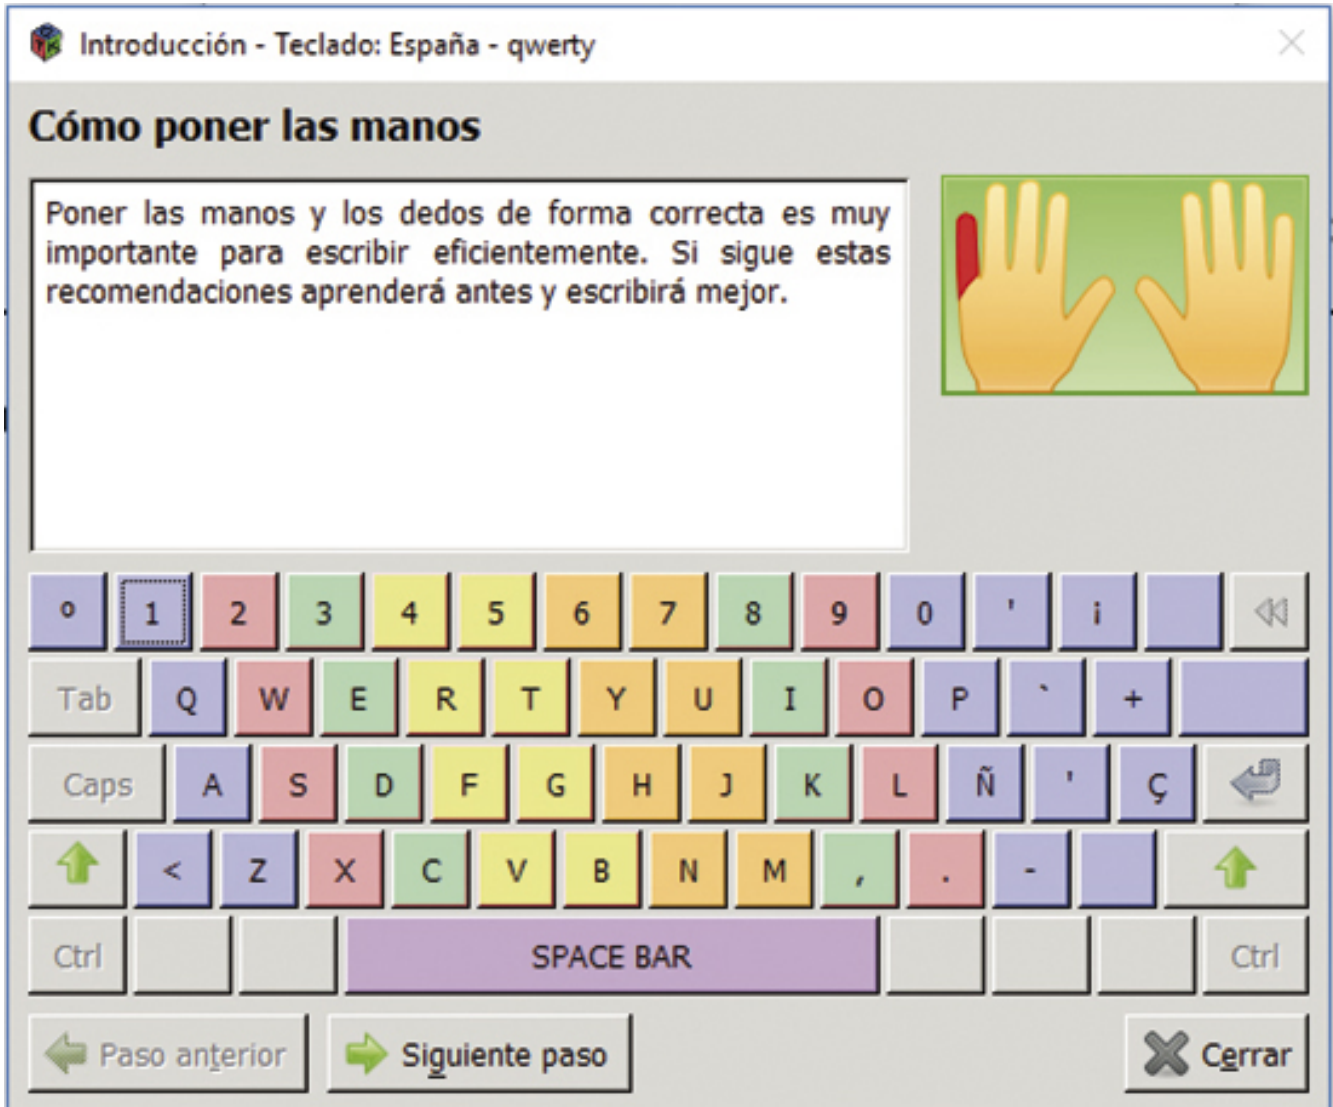 Introducción - Teclado: España - qwerty
Cómo poner las manos
Poner las manos y los dedos de forma correcta es muy
importante para escribir eficientemente. Si sigue estas
recomendaciones aprenderá antes y escribirá mejor.
º 1 2 3 4 5 6 7 8 9 0 ' ¡
Tab Q W E R T Y U I O P ` +
Caps A S D F G H J K L Ñ ' Ç
< Z X C V B N M , . -
Ctrl SPACE BAR Ctrl
Paso anterior Siguiente paso Cerrar